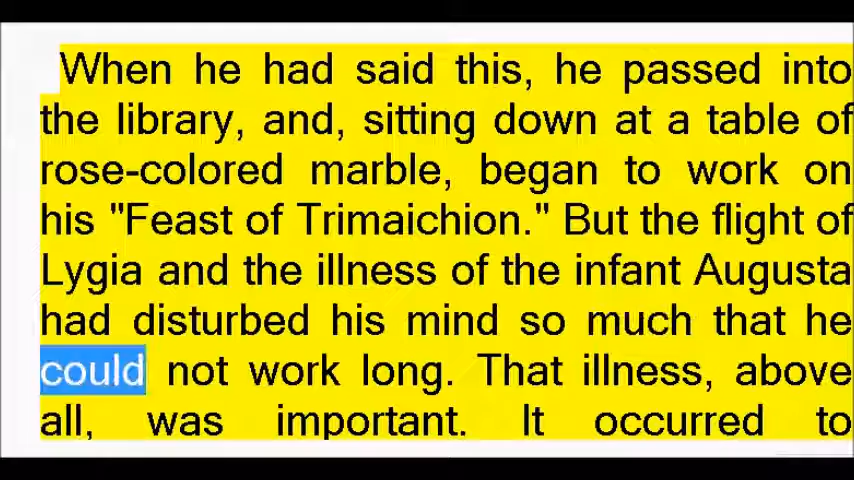 When he had said this, he passed into
the library, and, sitting down at a table of
rose-colored marble, began to work on
his "Feast of Trimaichion." But the flight of
Lygia and the illness of the infant Augusta
had disturbed his mind so much that he
could not work long. That illness, above
all, was important. It occurred to